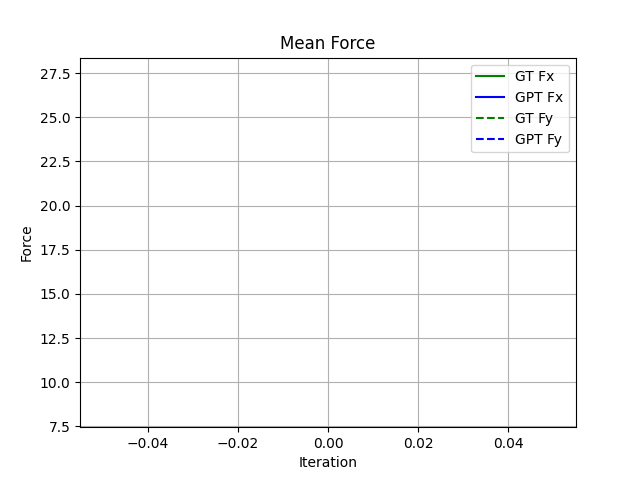 Mean Force
GT Fx
GPT Fx
GT Fy
GPT Fy
27.5
25.0
22.5
20.0
17.5
15.0
12.5
10.0
7.5
Force
−0.04
−0.02
0.00
0.02
0.04
Iteration